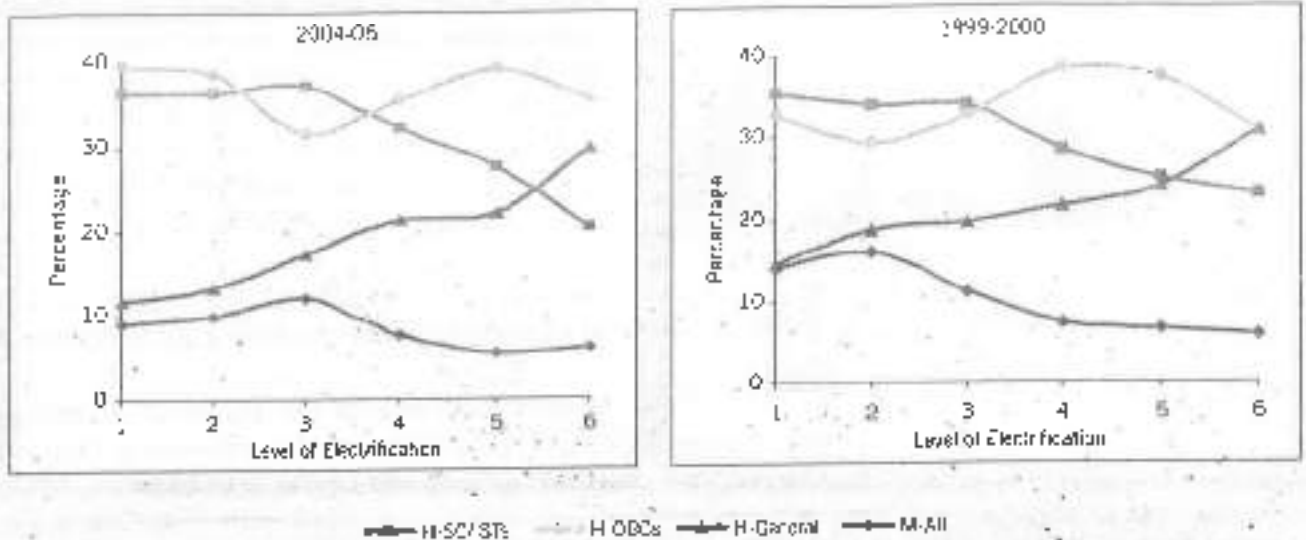 2004-05
40
30
20
10
0
Percentage
1 2 3 4 5 6
Level of Electrification
1999-2000
40
30
20
10
0
Percentage
1 2 3 4 5 6
Level of Electrification
H-SC/STs H-OBCs H-General M-All